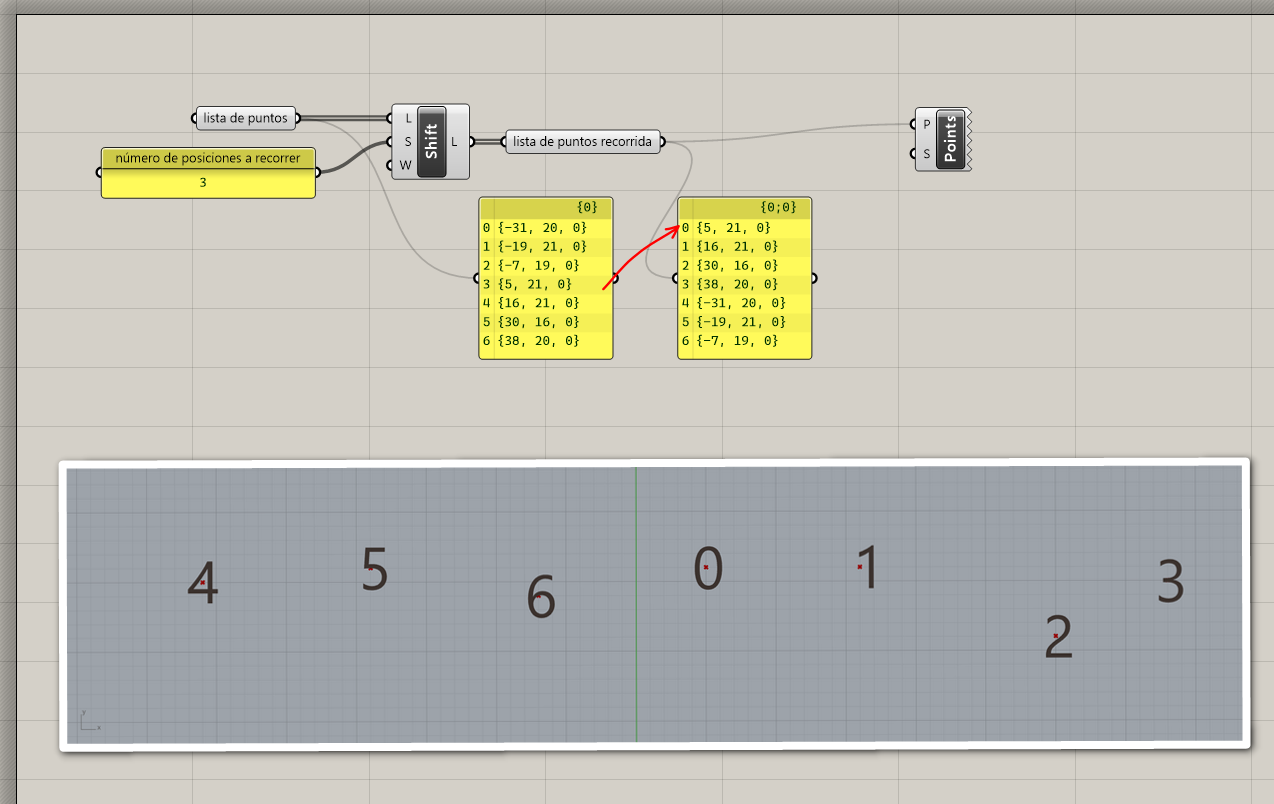 lista de puntos
número de posiciones a recorrer
3
L
S
W
Shift
L
lista de puntos recorrida
P
S
Points
{0}
0 {-31, 20, 0}
1 {-19, 21, 0}
2 {-7, 19, 0}
3 {5, 21, 0}
4 {16, 21, 0}
5 {30, 16, 0}
6 {38, 20, 0}
{0;0}
0 {5, 21, 0}
1 {16, 21, 0}
2 {30, 16, 0}
3 {38, 20, 0}
4 {-31, 20, 0}
5 {-19, 21, 0}
6 {-7, 19, 0}
4
5
6
0
1
2
3
y
x